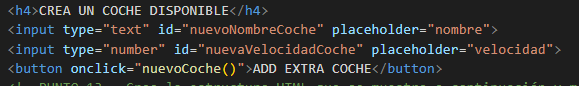 <h4>CREA UN COCHE DISPONIBLE</h4>
<input type="text" id="nuevoNombreCoche" placeholder="nombre">
<input type="number" id="nuevaVelocidadCoche" placeholder="velocidad">
<button onclick="nuevoCoche()">ADD EXTRA COCHE</button>